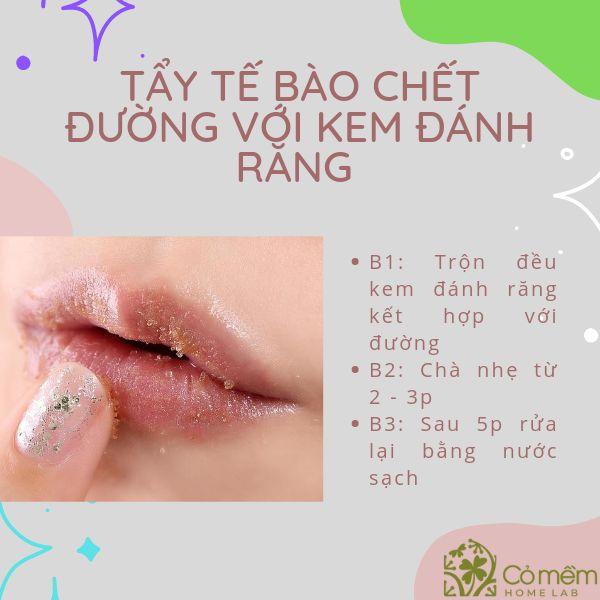 TẨY TẾ BÀO CHẾT
ĐƯỜNG VỚI KEM ĐÁNH
RĂNG
• B1: Trộn đều
kem đánh răng
kết hợp với
đường
• B2: Chà nhẹ từ
2 - 3p
• B3: Sau 5p rửa
lại bằng nước
sạch
Cỏ mềm
HOME LAB